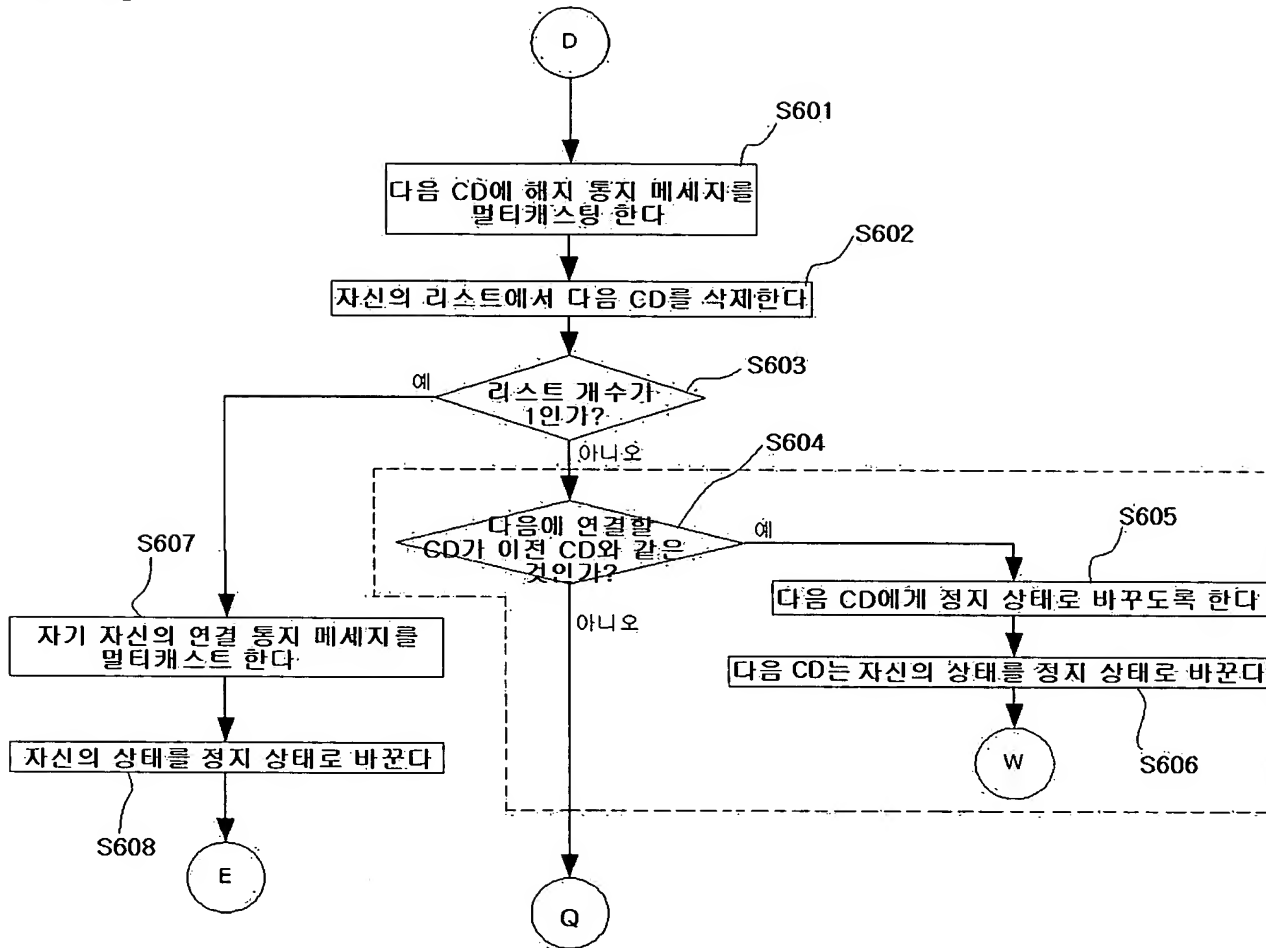 D
S601
다음 CD에 해지 통지 메세지를
멀티캐스팅 한다
S602
자신의 리스트에서 다음 CD를 삭제한다
S603
예
리스트 개수가
1인가?
아니오
S604
다음에 연결할
CD가 이전 CD와 같은
것인가?
예
S605
아니오
다음 CD에게 정지 상태로 바꾸도록 한다
다음 CD는 자신의 상태를 정지 상태로 바꾼다
S606
W
S607
자기 자신의 연결 통지 메세지를
멀티캐스트 한다
자신의 상태를 정지 상태로 바꾼다
S608
E
Q